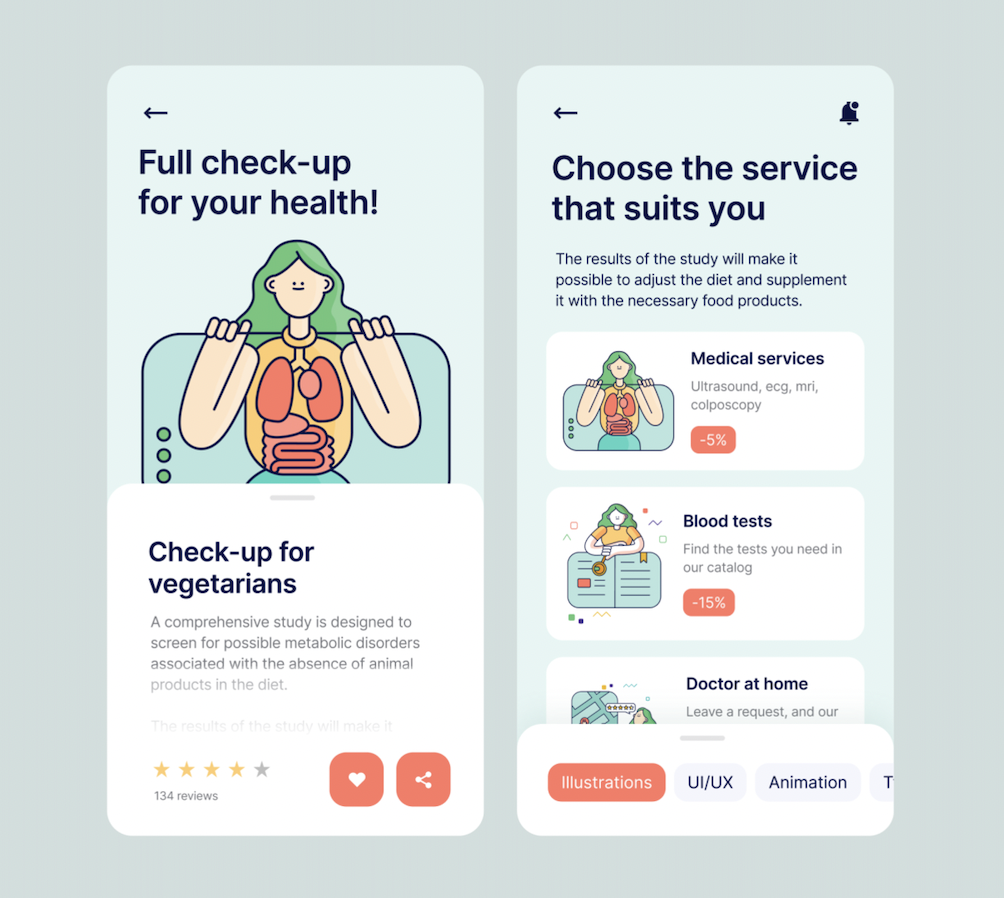 Full check-up
for your health!
Check-up for
vegetarians
A comprehensive study is designed to
screen for possible metabolic disorders
associated with the absence of animal
products in the diet.
The results of the study will make it
134 reviews
Choose the service
that suits you
The results of the study will make it
possible to adjust the diet and supplement
it with the necessary food products.
Medical services
Ultrasound, ecg, mri,
colposcopy
-5%
Blood tests
Find the tests you need in
our catalog
-15%
Doctor at home
Leave a request, and our
Illustrations
UI/UX
Animation